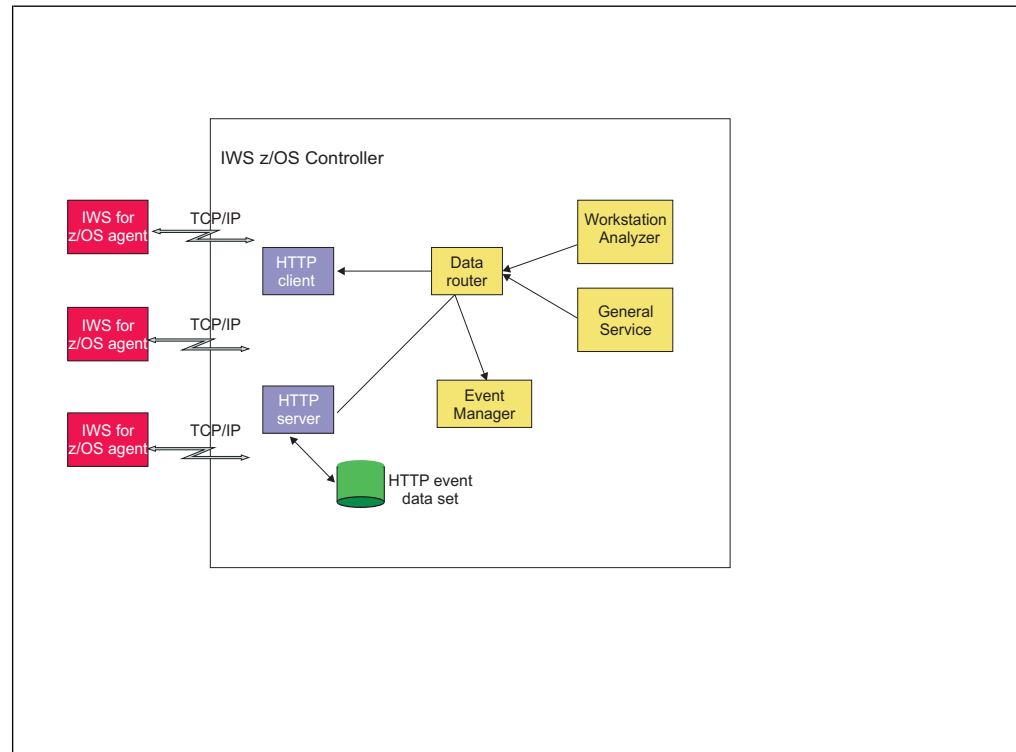 IWS z/OS Controller
IWS for
z/OS agent
TCP/IP
HTTP
client
Data
router
Workstation
Analyzer
General
Service
IWS for
z/OS agent
TCP/IP
HTTP
server
Event
Manager
IWS for
z/OS agent
TCP/IP
HTTP event
data set